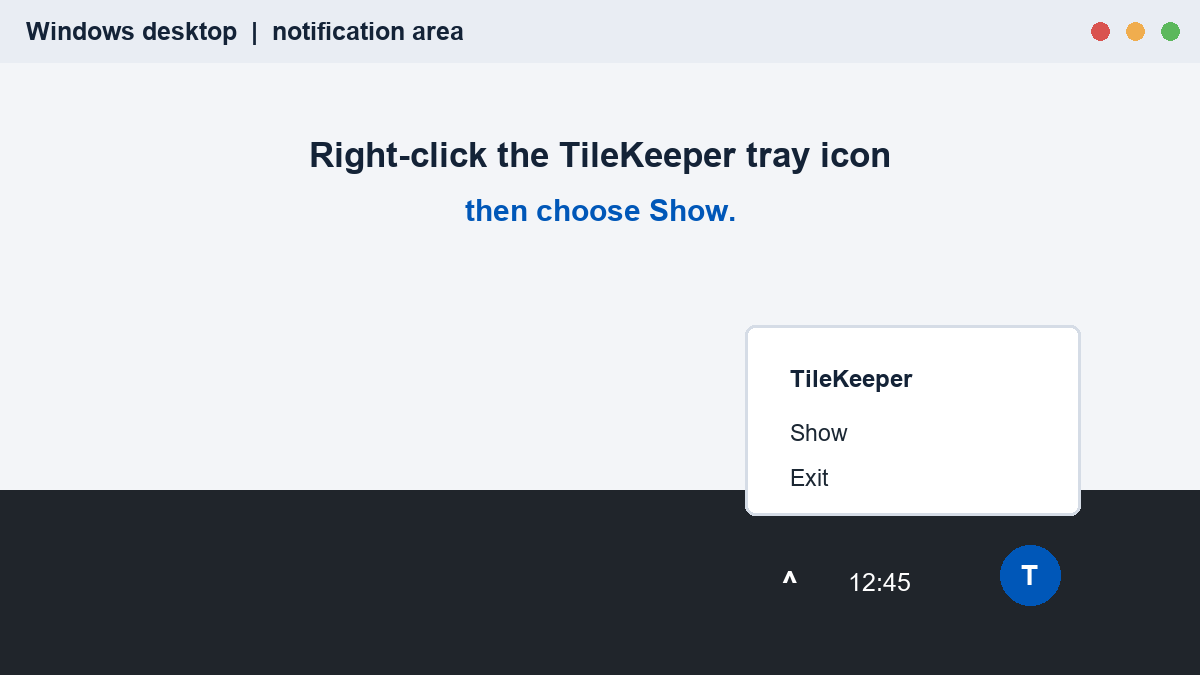 Windows desktop | notification area
Right-click the TileKeeper tray icon
then choose Show.
TileKeeper
Show
Exit
^ 12:45 T